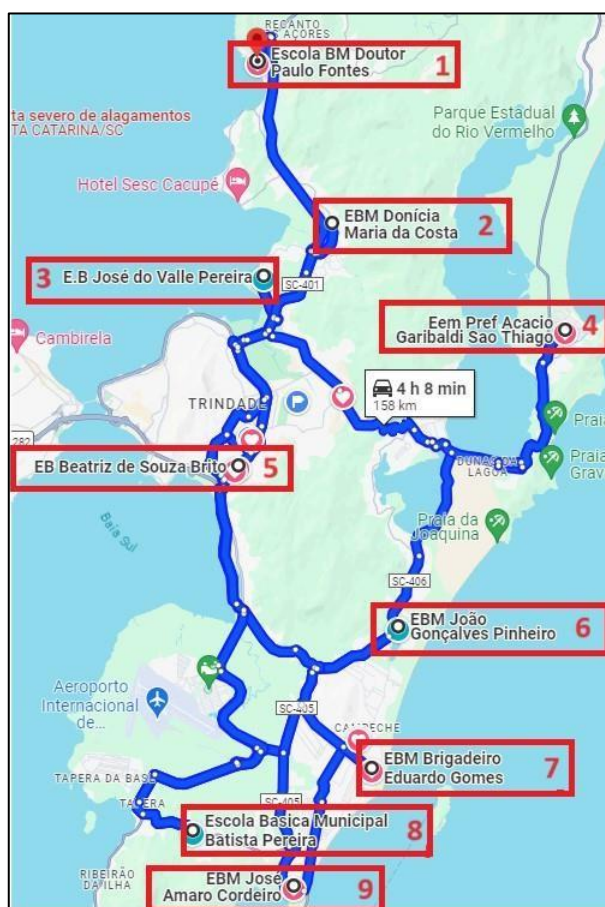 RECANTO
DOS AÇORES
Escola BM Doutor
Paulo Fontes
1
ta severo de alagamentos
TA CATARINA/SC
Parque Estadual
do Rio Vermelho
Hotel Sesc Cacupé
EBM Donícia
Maria da Costa
2
3
E.B José do Valle Pereira
SC-401
Cambirela
Eem Pref Acacio
Garibaldi Sao Thiago
4
4 h 8 min
158 km
TRINDADE
282
Praia
EB Beatriz de Souza Brito
5
DUNAS DA
LAGOA
Praia
Grav
Baía Sul
Praia da
Joaquina
SC-406
EBM João
Gonçalves Pinheiro
6
Aeroporto
Internacional
de...
SC-405
CAMPECHE
EBM Brigadeiro
Eduardo Gomes
7
TAPERA DA BASE
TAPERA
SC-405
Escola Basica Municipal
Batista Pereira
8
RIBEIRÃO
DA ILHA
EBM José
Amaro Cordeiro
9